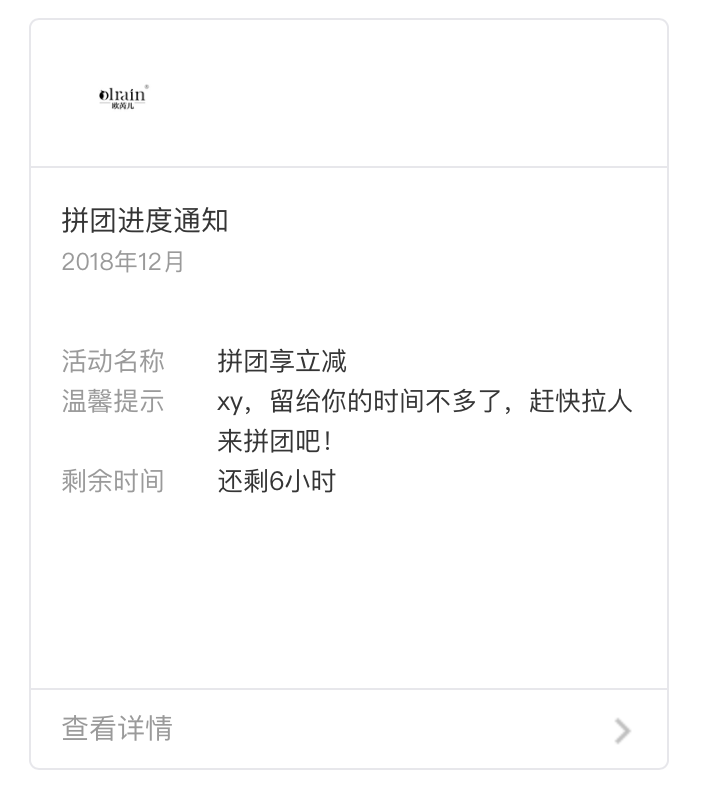 olrain®
欧芮儿
拼团进度通知
2018年12月
活动名称 拼团享立减
温馨提示 xy，留给你的时间不多了，赶快拉人
来拼团吧！
剩余时间 还剩6小时
查看详情